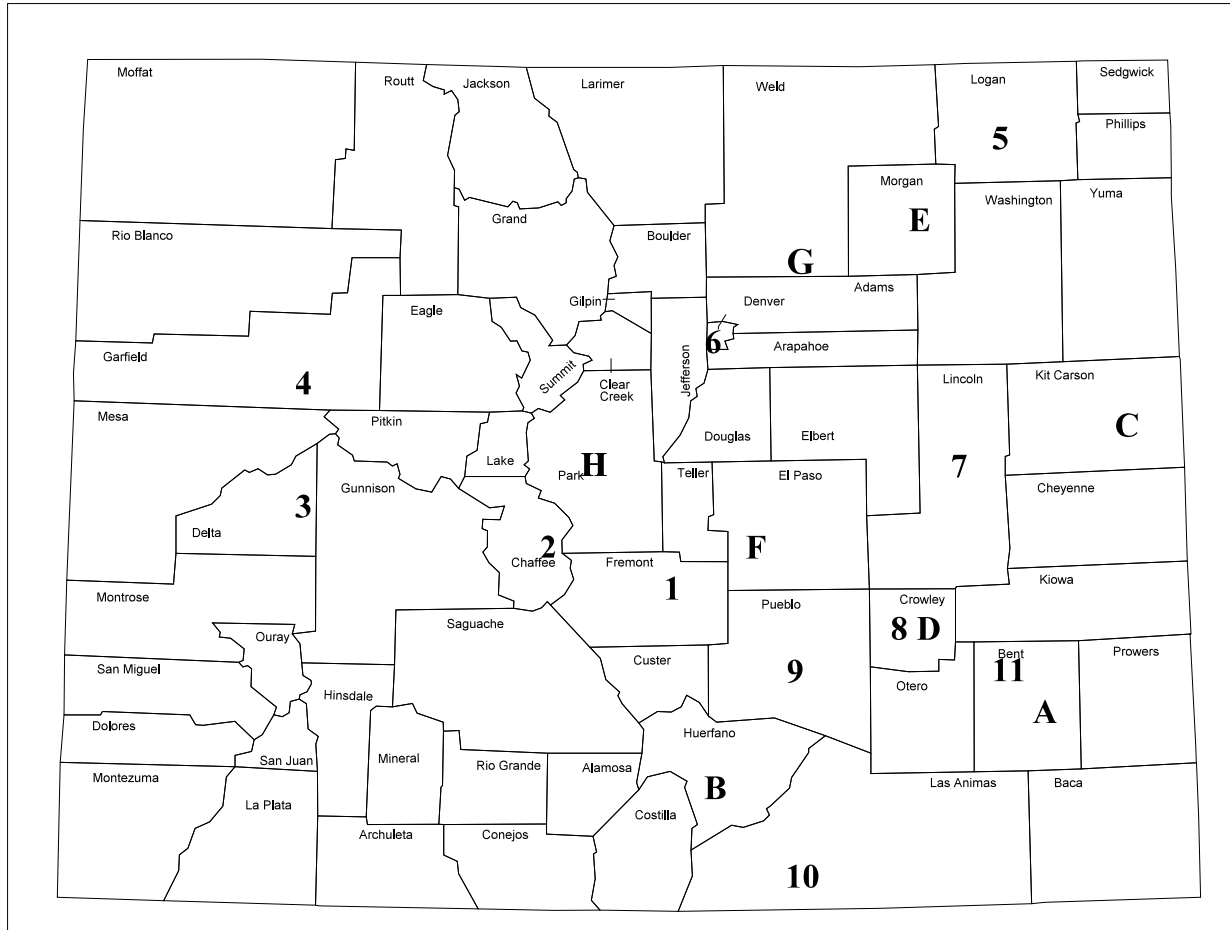 Moffat
Routt
Jackson
Larimer
Weld
Logan
Sedgwick
Phillips
5
Morgan
E
Washington
Yuma
Rio Blanco
Grand
Boulder
G
Gilpin
Denver
Adams
Eagle
Garfield
4
Summit
Clear
Creek
Jefferson
6
Arapahoe
Lincoln
Kit Carson
C
Mesa
Pitkin
Lake
Park
H
Douglas
Elbert
7
Teller
El Paso
Gunnison
Cheyenne
3
Delta
2
Chaffee
F
Fremont
1
Kiowa
Montrose
Saguache
Pueblo
Crowley
8 D
Ouray
San Miguel
Hinsdale
Custer
9
Otero
Bent
11
A
Prowers
Dolores
San Juan
Mineral
Rio Grande
Alamosa
Huerfano
B
Montezuma
La Plata
Costilla
Las Animas
Baca
Archuleta
Conejos
10